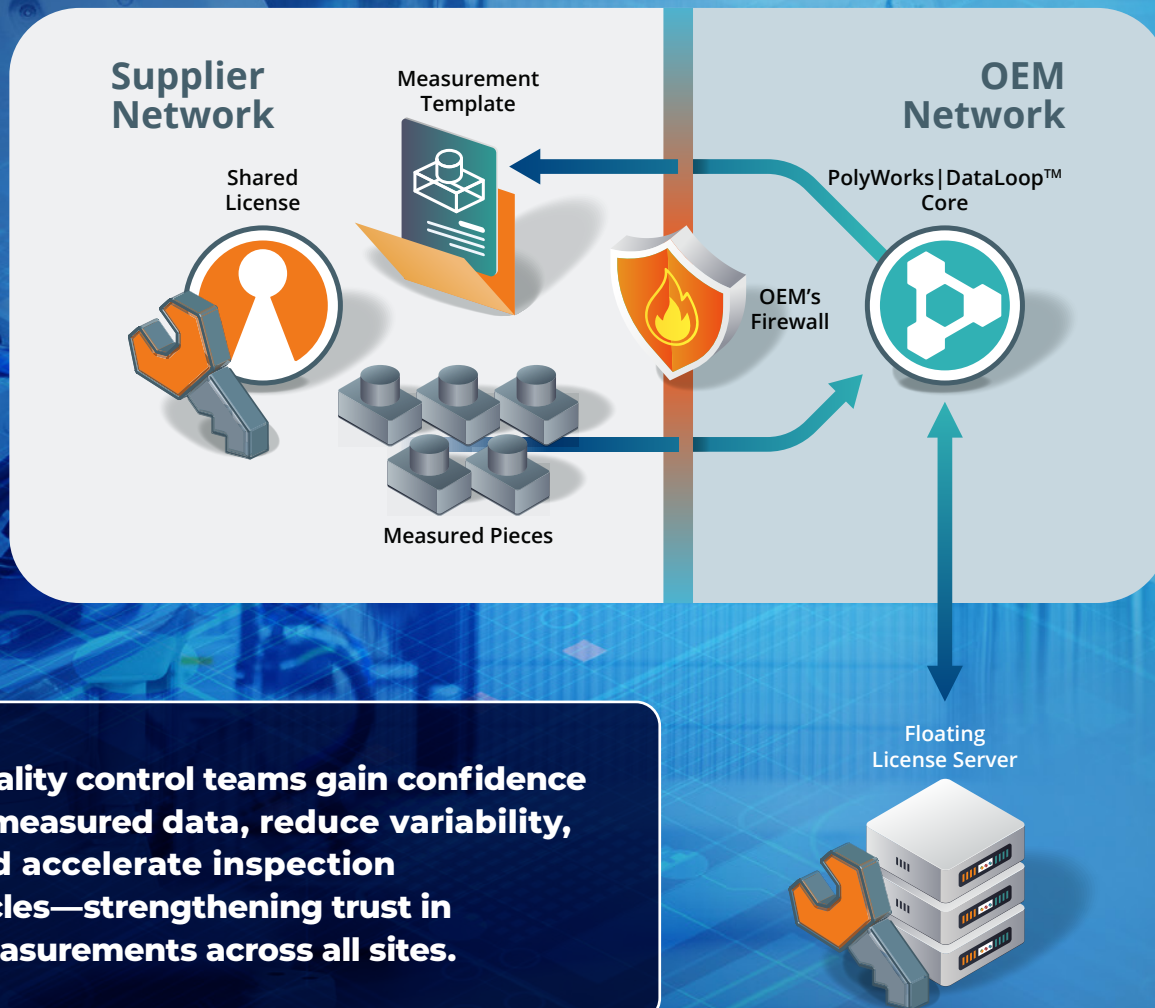 Supplier
Network
Measurement
Template
OEM
Network
Shared
License
PolyWorks|DataLoop™
Core
OEM's
Firewall
Measured Pieces
Floating
License Server
ality control teams gain confidence
measured data, reduce variability,
d accelerate inspection
cles—strengthening trust in
asurements across all sites.